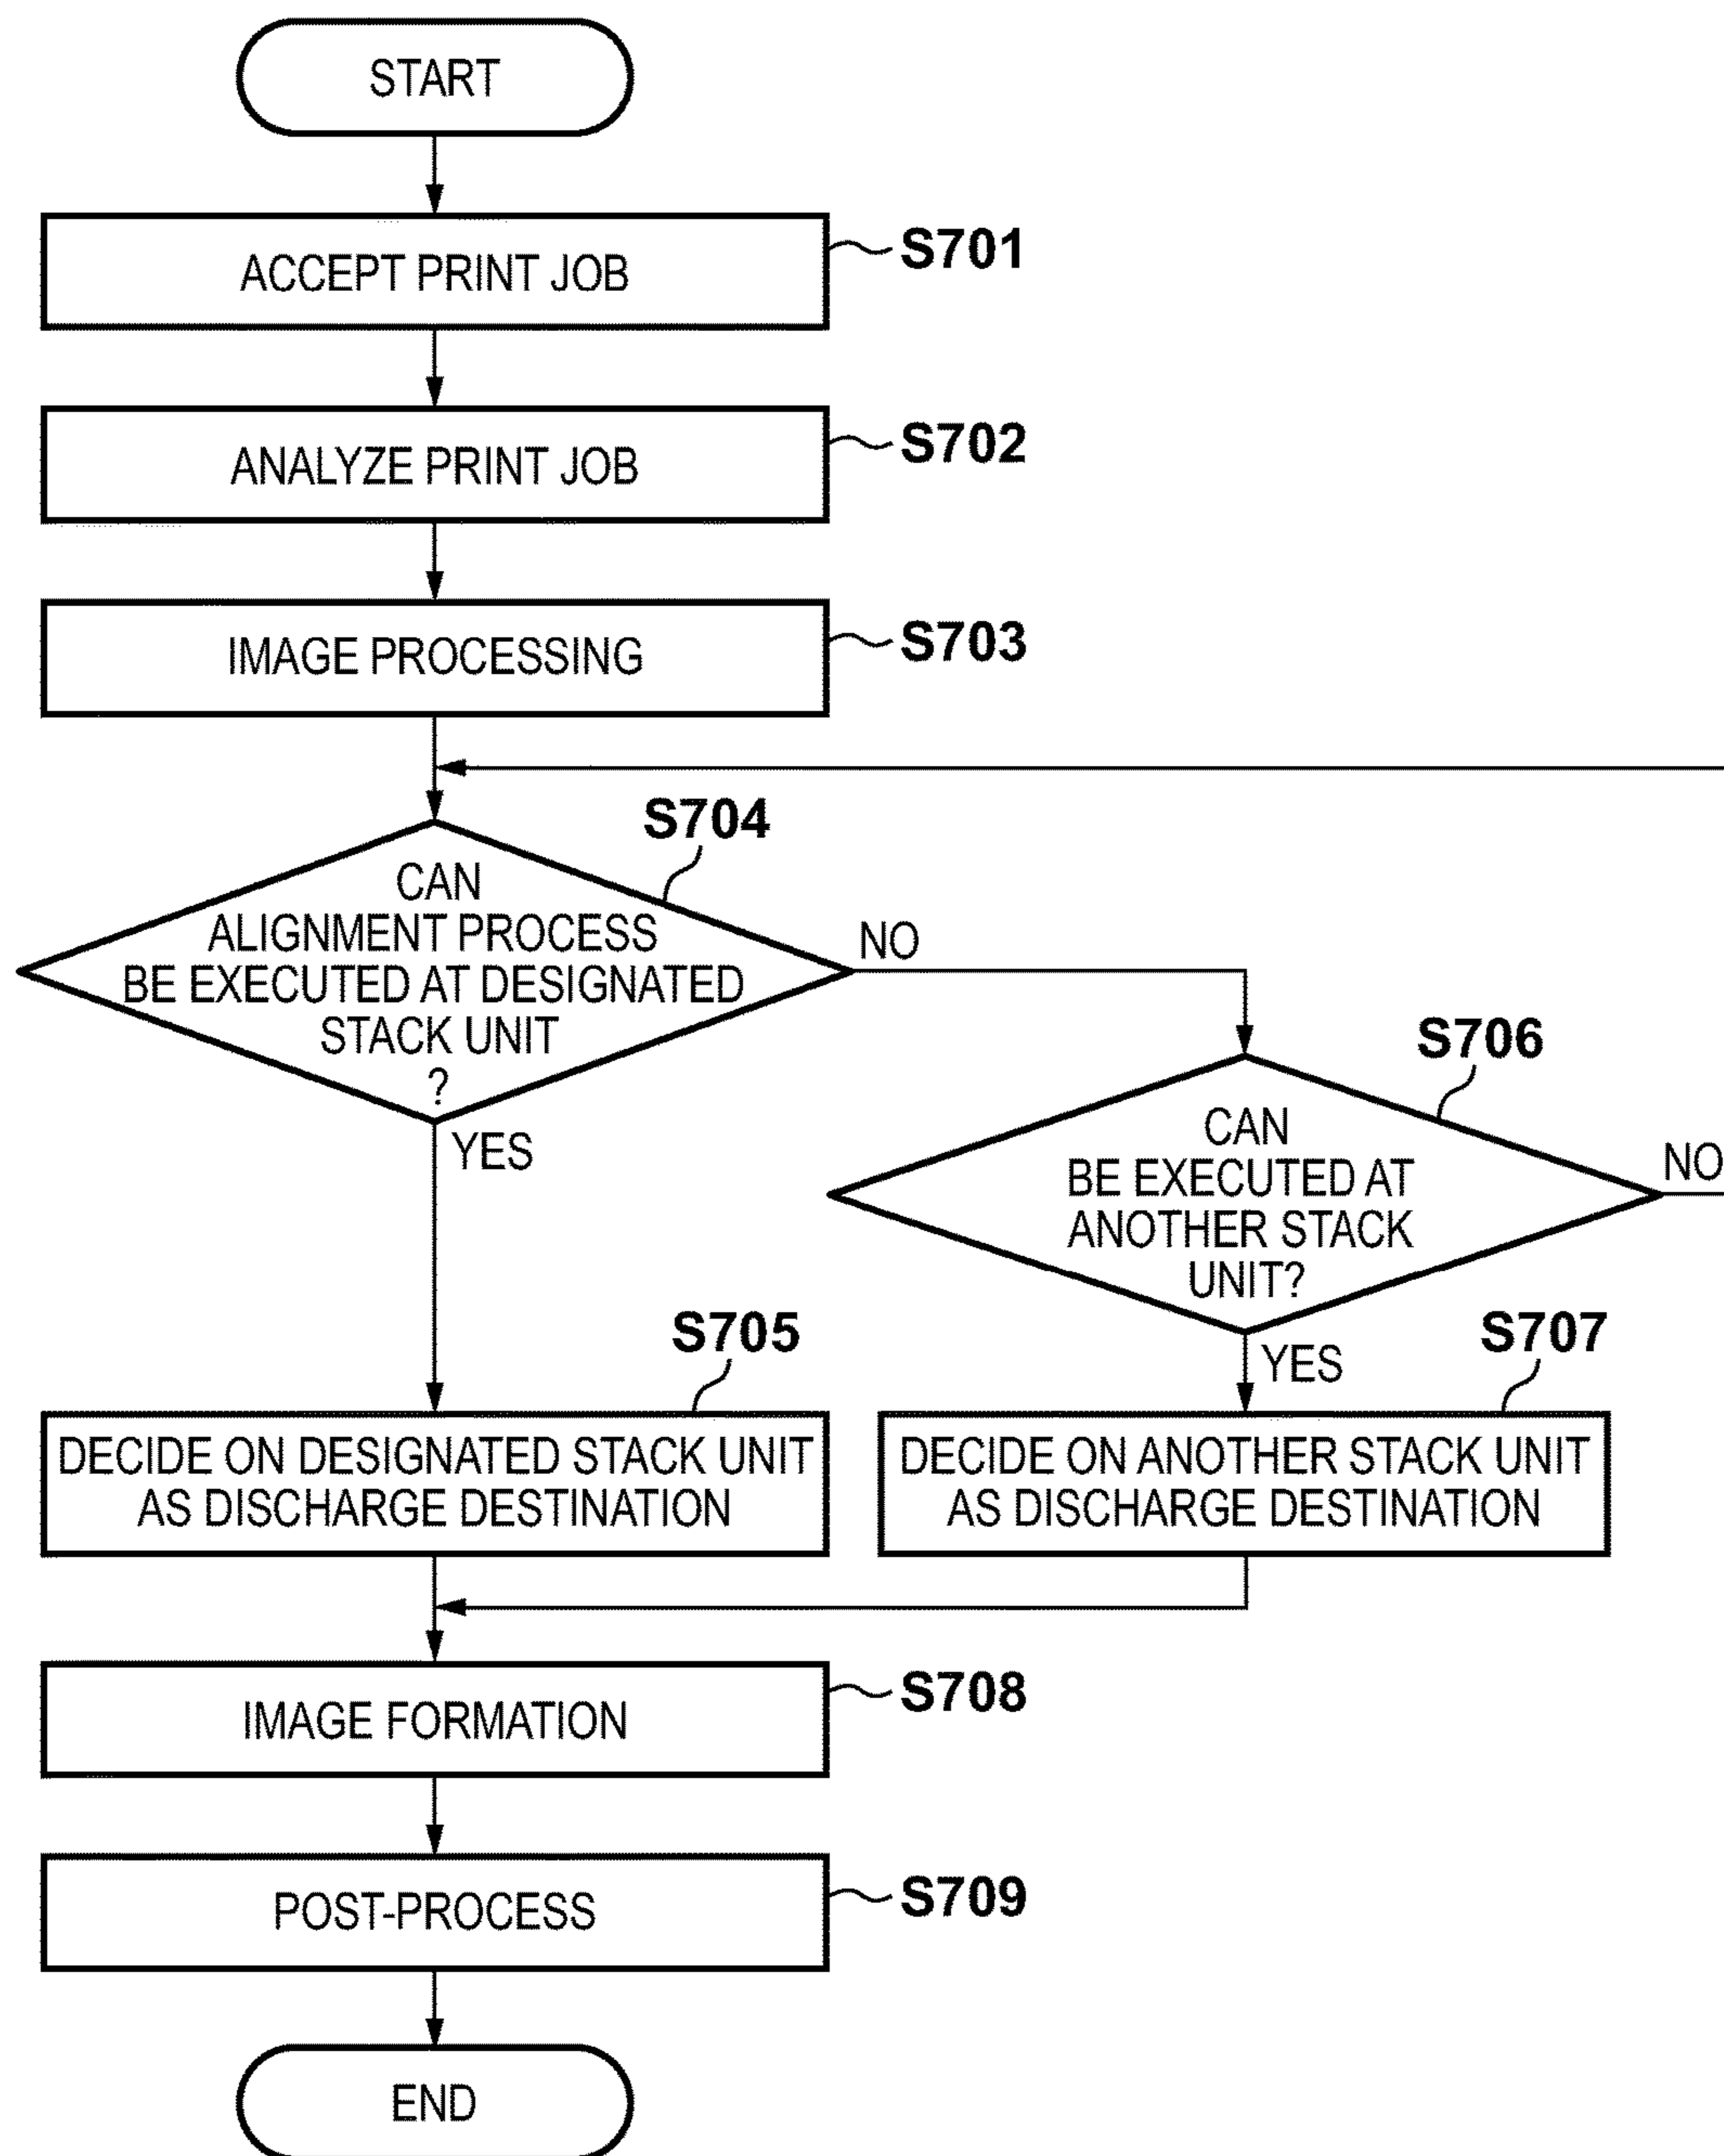 START
ACCEPT PRINT JOB
S701
ANALYZE PRINT JOB
S702
IMAGE PROCESSING
S703
S704
CAN
ALIGNMENT PROCESS
BE EXECUTED AT DESIGNATED
STACK UNIT
?
NO
YES
S706
CAN
BE EXECUTED AT
ANOTHER STACK
UNIT?
NO
YES
S705
DECIDE ON DESIGNATED STACK UNIT
AS DISCHARGE DESTINATION
S707
DECIDE ON ANOTHER STACK UNIT
AS DISCHARGE DESTINATION
IMAGE FORMATION
S708
POST-PROCESS
S709
END